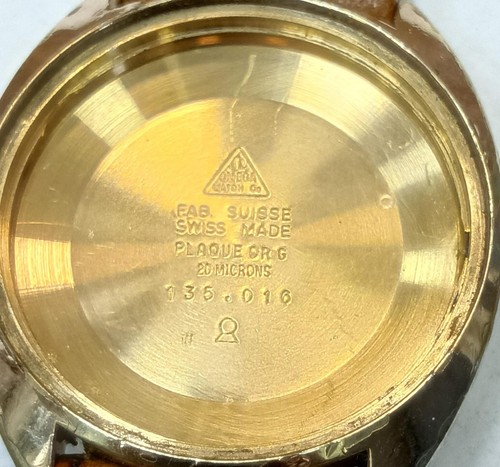 OMEGA
WATCH Co
FAB. SUISSE
SWISS MADE
PLAQUE OR G
20 MICRONS
135.016